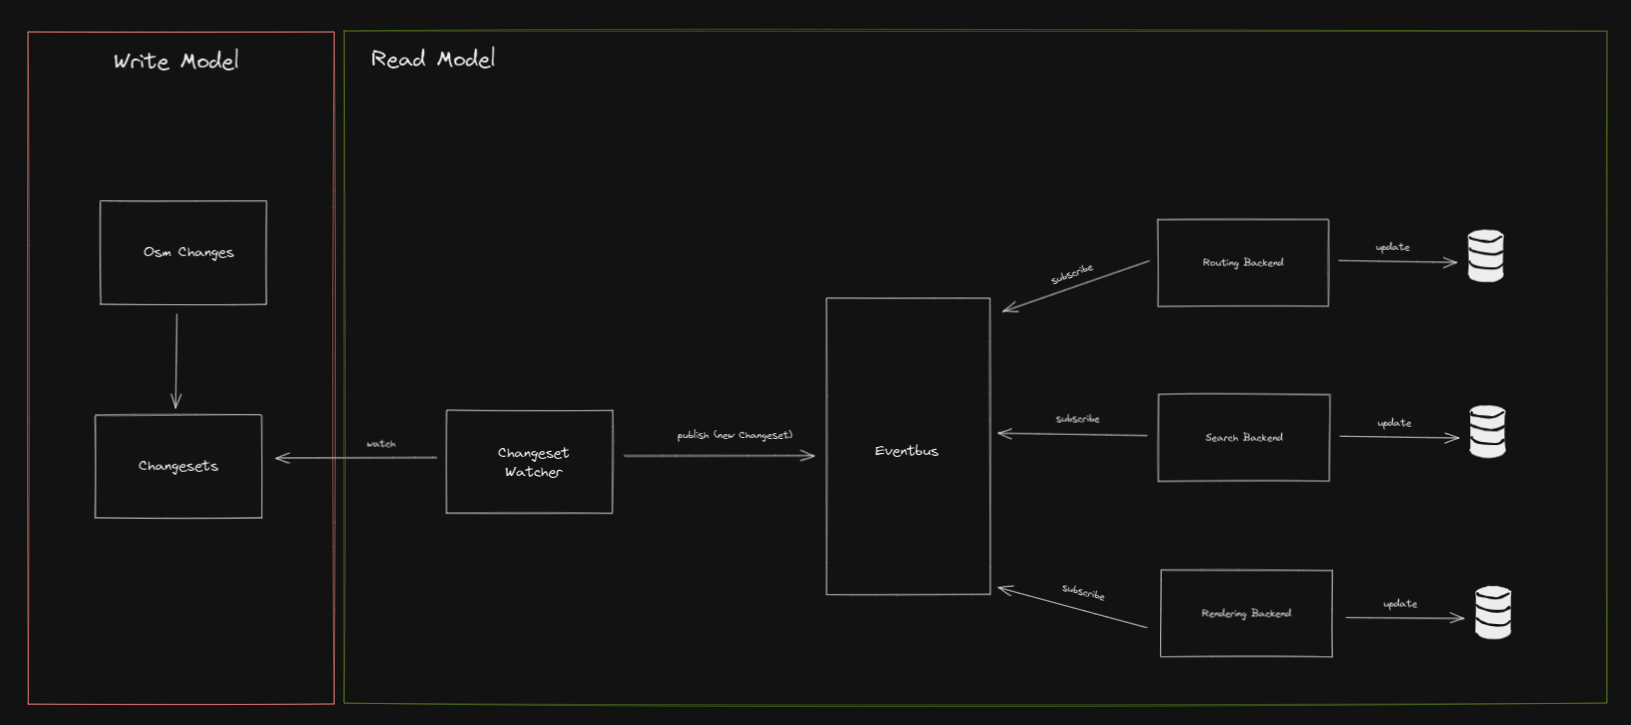 Write Model
Read Model
Osm Changes
Changesets
watch
Changeset
Watcher
publish (new Changeset)
Eventbus
subscribe
Routing Backend
update
subscribe
Search Backend
update
subscribe
Rendering Backend
update